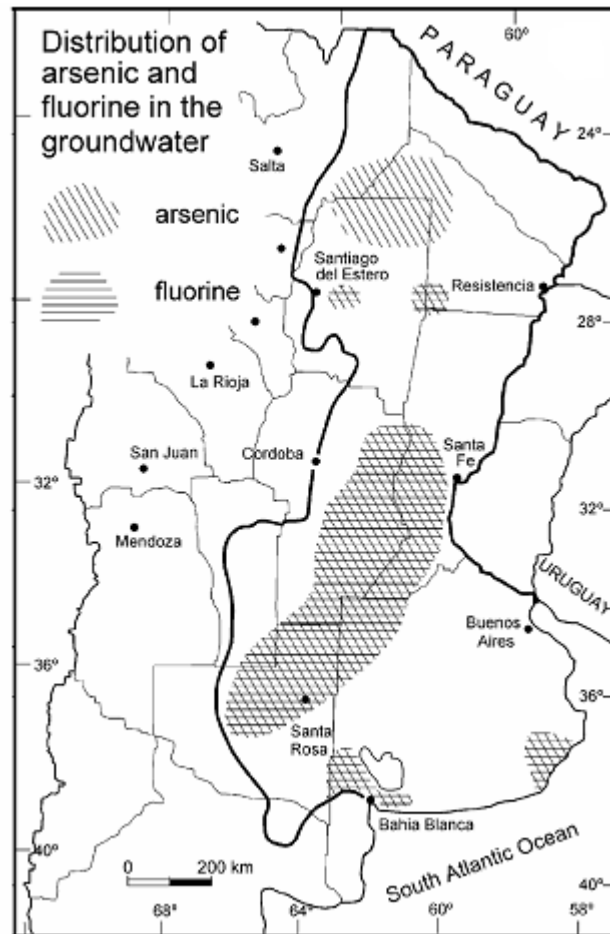 Distribution of
arsenic and
fluorine in the
groundwater
arsenic
fluorine
60º
PARAGUAY
24º
Salta
Santiago
del Estero
Resislencia
28º
La Rioja
San Juan
Cordoba
Santa
Fe
32º
32º
Mendoza
URUGUAY
Buenos
Aires
36º
36º
Santa
Rosa
Bahia Blanca
40º
0 200 km
South Atlantic Ocean
40º
68º
64º
60º
58º